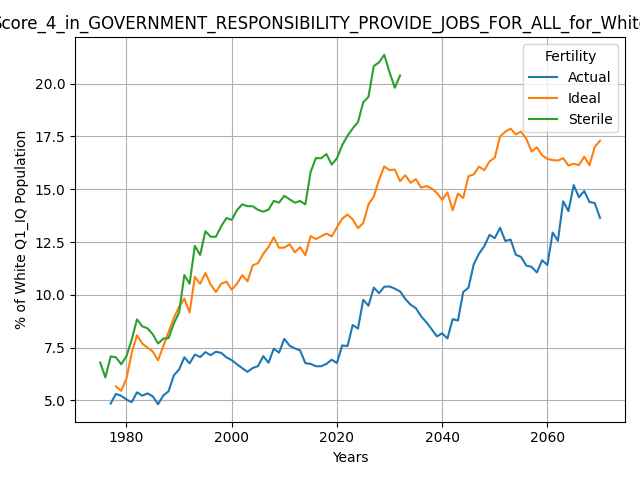 Score_4_in_GOVERNMENT_RESPONSIBILITY_PROVIDE_JOBS_FOR_ALL_for_White
Fertility
Actual
Ideal
Sterile
% of White Q1_IQ Population
20.0
17.5
15.0
12.5
10.0
7.5
5.0
1980 2000 2020 2040 2060
Years